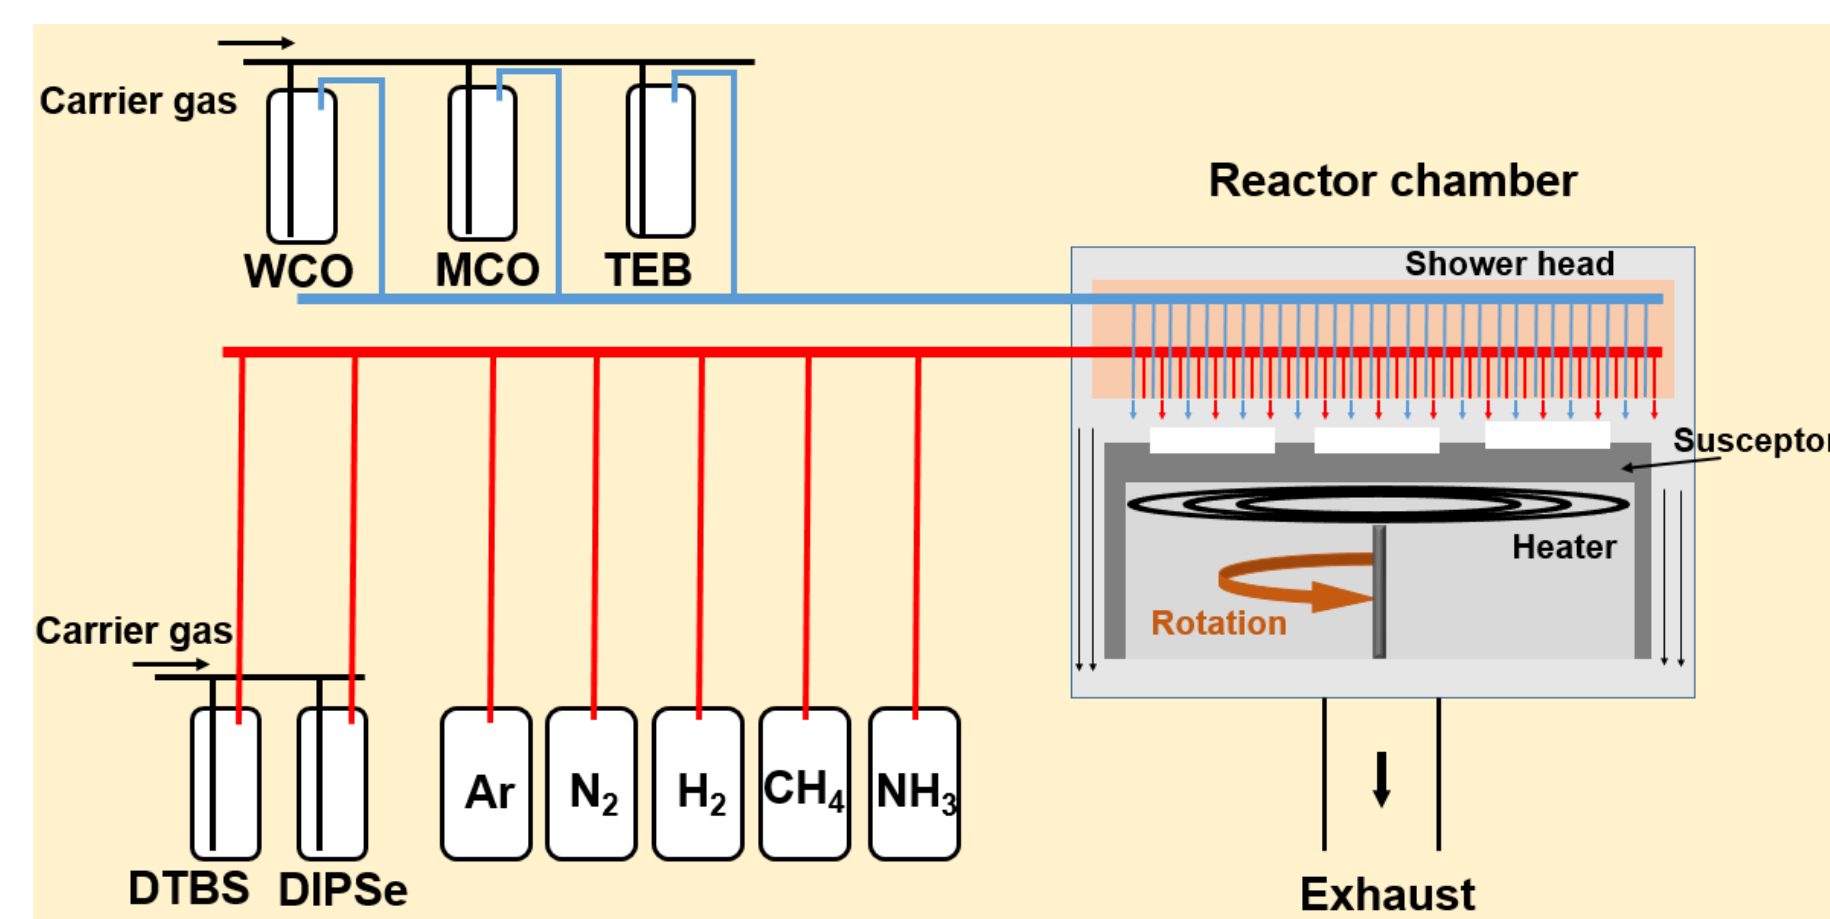 Carrier gas
WCO MCO TEB
Reactor chamber
Shower head
Susceptor
Heater
Rotation
Carrier gas
Ar N₂ H₂ CH₄ NH₃
DTBS DIPSe
Exhaust